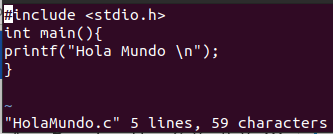 #include <stdio.h>
int main(){
printf("Hola Mundo \n");
}
~
"HolaMundo.c" 5 lines, 59 characters